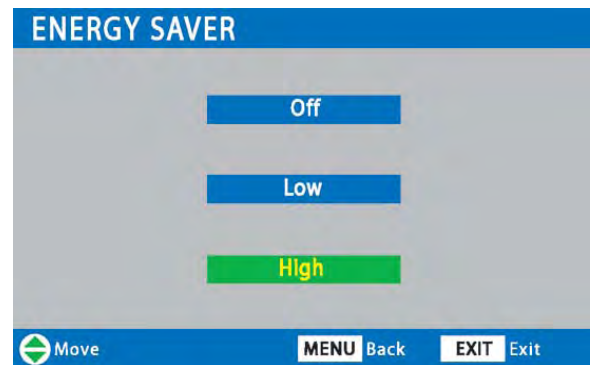 ENERGY SAVER
Off
Low
High
Move MENU Back EXIT Exit